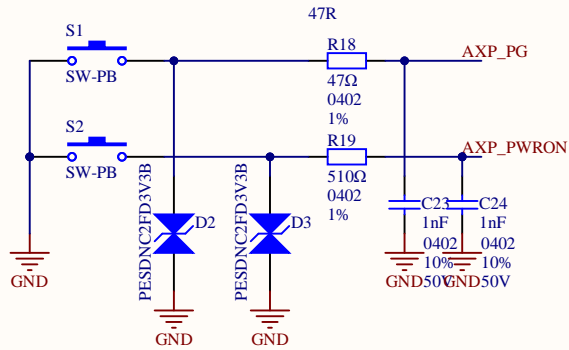 47R
S1
SW-PB
R18
47Ω
0402
1%
AXP_PG
S2
SW-PB
R19
510Ω
0402
1%
AXP_PWRON
PESDNC2FD3V3B
D2
PESDNC2FD3V3B
D3
C23
1nF
0402
10%
50V
C24
1nF
0402
10%
50V
GND
GND
GND
GND
GND